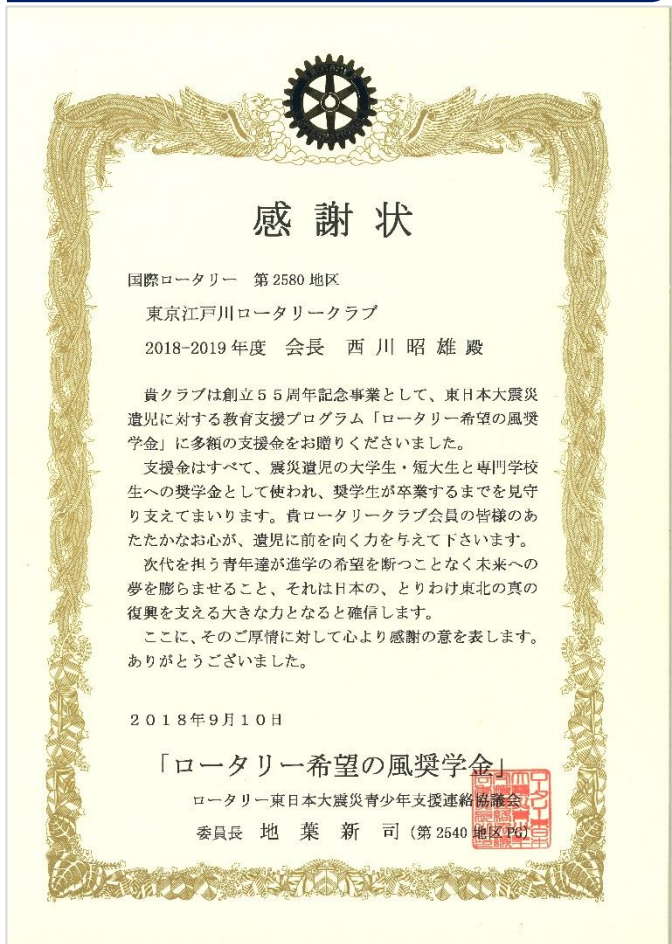 感謝状
国際ロータリー 第2580地区
東京江戸川ロータリークラブ
2018-2019年度 会長 西川昭雄殿
貴クラブは創立55周年記念事業として、東日本大震災
遺児に対する教育支援プログラム「ロータリー希望の風奨
学金」に多額の支援金をお贈りくださいました。
支援金はすべて、震災遺児の大学生・短大生と専門学校
生への奨学金として使われ、奨学生が卒業するまでを見守
り支えてまいります。貴ロータリークラブ会員の皆様のあ
たたかなお心が、遺児に前を向く力を与えて下さいます。
次代を担う青年達が進学の希望を断つことなく未来への
夢を膨らませること、それは日本の、とりわけ東北の真の
復興を支える大きな力となると確信します。
ここに、そのご厚情に対して心より感謝の意を表します。
ありがとうございました。
2018年9月10日
「ロータリー希望の風奨学金」
ロータリー東日本大震災青少年支援連絡協議会
委員長 地葉新司(第2540地区PG)